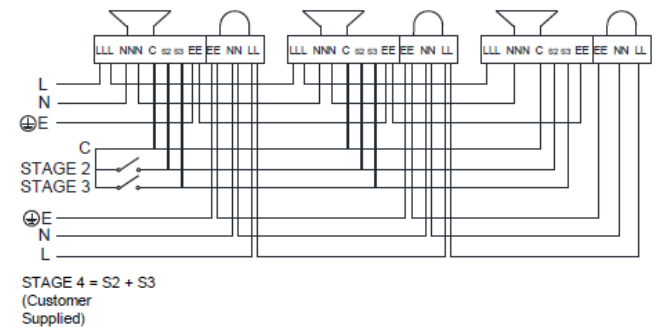 LLL NNN C S2 S3 EE EE NN LL LLL NNN C S2 S3 EE EE NN LL LLL NNN C S2 S3 EE EE NN LL
L
N
E
C
STAGE 2
STAGE 3
E
N
L
STAGE 4 = S2 + S3
(Customer
Supplied)